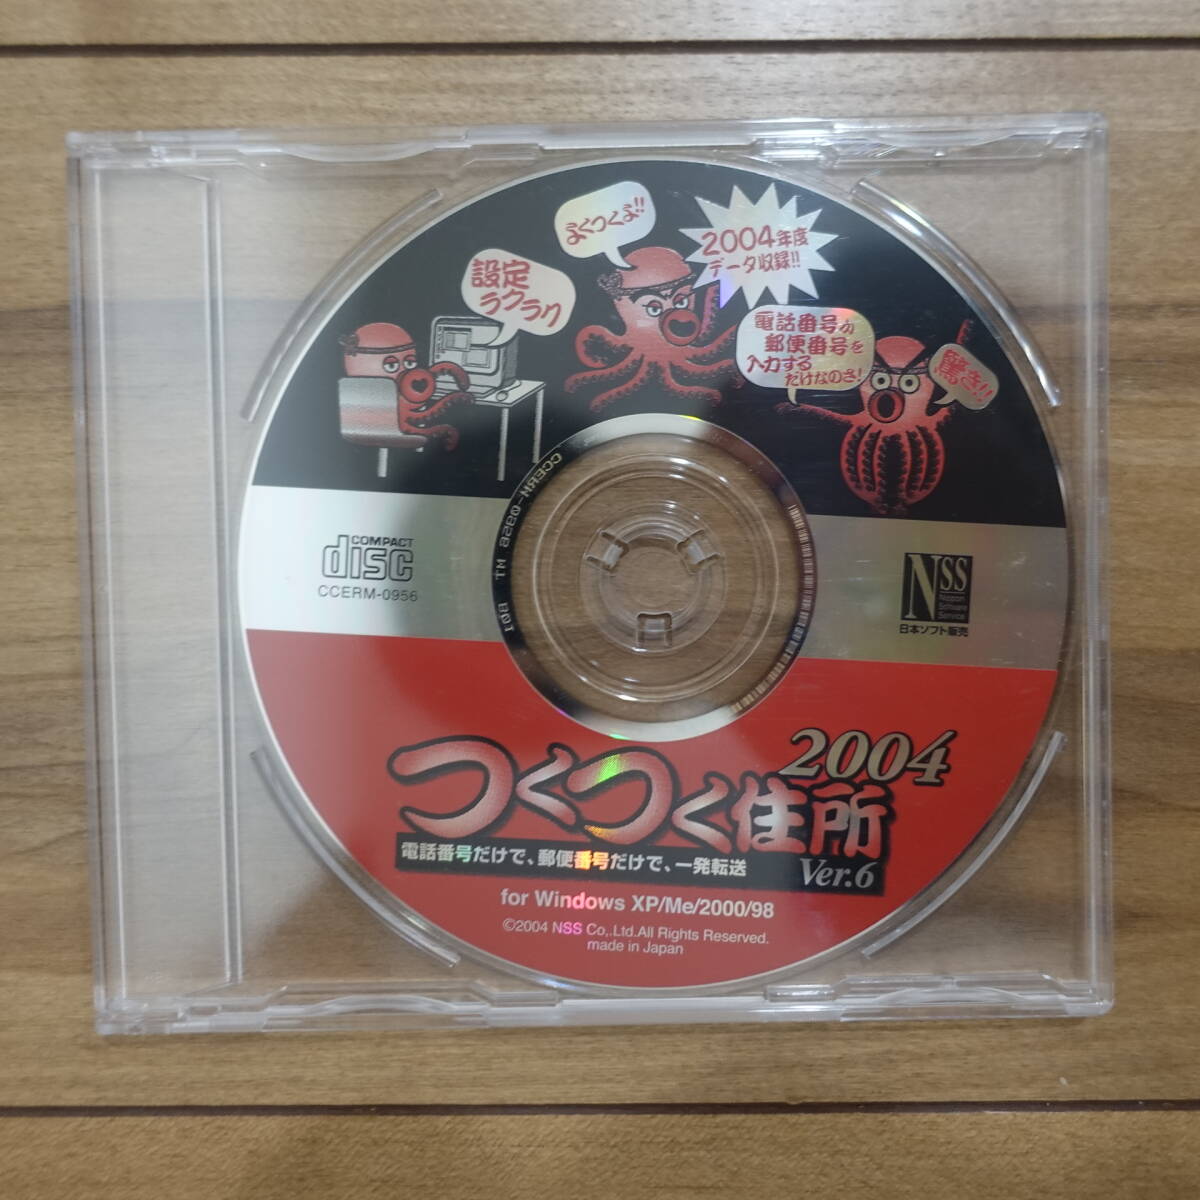 よくつくよ!!
2004年度
データ収録!!
設定
ラクラク
電話番号か
郵便番号を
入力する
だけなのさ!
驚き!!
COMPACT
disc
CCERM-0956
NSS
Nippon
Software
Service
日本ソフト販売
2004
つくつく住所
電話番号だけで、郵便番号だけで、一発転送
Ver.6
for Windows XP/Me/2000/98
©2004 NSS Co,.Ltd.All Rights Reserved.
made in Japan